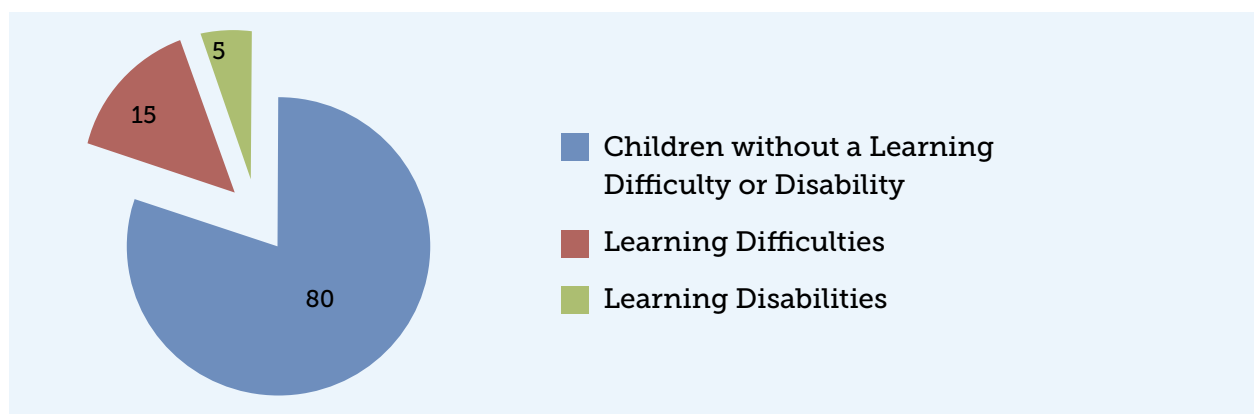 5
15
80
Children without a Learning
Difficulty or Disability
Learning Difficulties
Learning Disabilities